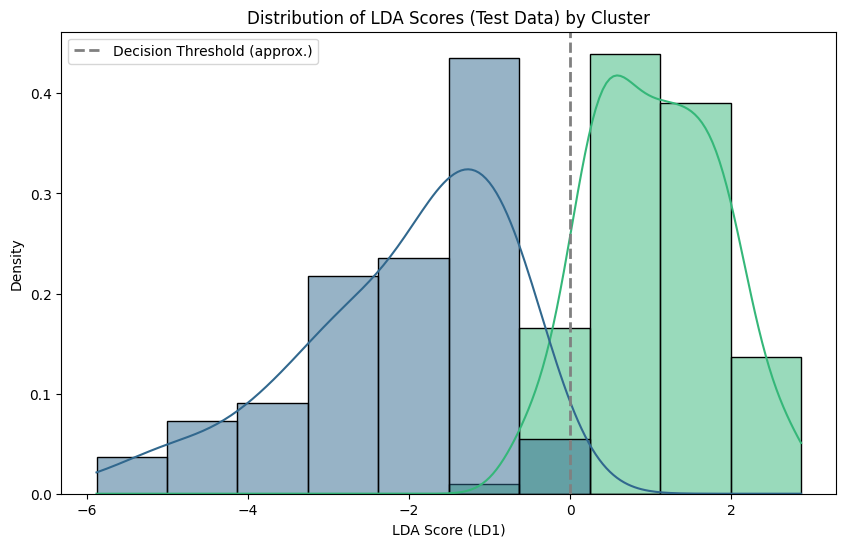 Distribution of LDA Scores (Test Data) by Cluster
Decision Threshold (approx.)
Density
0.4
0.3
0.2
0.1
0.0
−6
−4
−2
0
2
LDA Score (LD1)